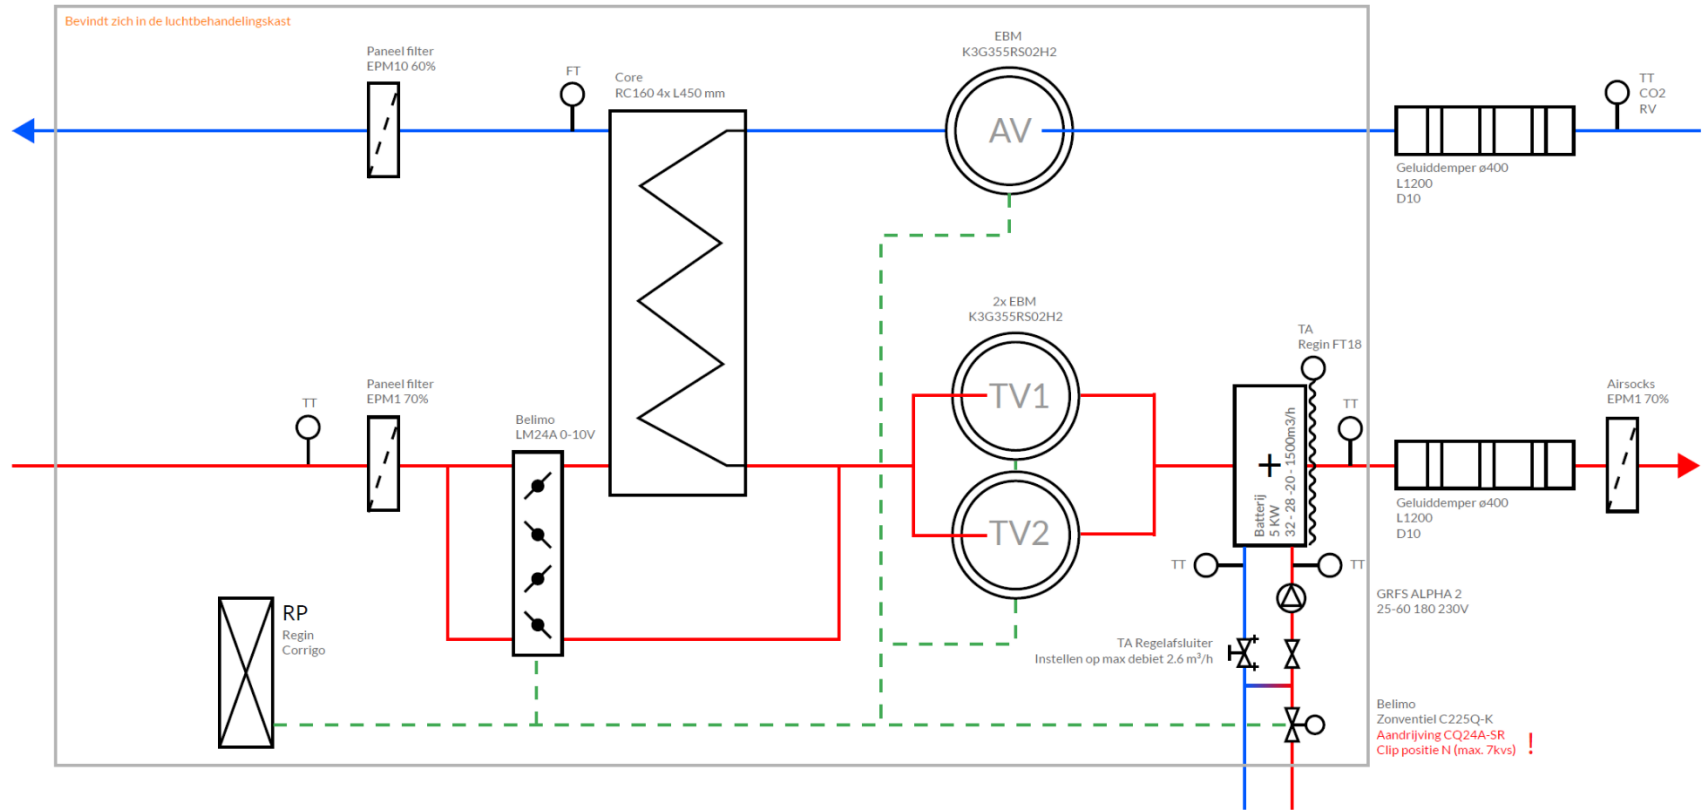 Bevindt zich in de luchtbehandelingskast
Paneel filter
EPM10 60%
FT
Core
RC160 4x L450 mm
EBM
K3G355RS02H2
AV
TT
CO2
RV
Geluiddemper ø400
L1200
D10
2x EBM
K3G355RS02H2
TV1
TV2
TA
Regin FT18
TT
Paneel filter
EPM1 70%
TT
Belimo
LM24A 0-10V
Batterij
5 KW
32 - 28 -20 - 1500m3/h
+
Airsocks
EPM1 70%
Geluiddemper ø400
L1200
D10
TT
TT
GRFS ALPHA 2
25-60 180 230V
RP
Regin
Corrigo
TA Regelafsluiter
Instellen op max debiet 2.6 m³/h
Belimo
Zonventiel C225Q-K
Aandrijving CQ24A-SR
Clip positie N (max. 7kvs) !